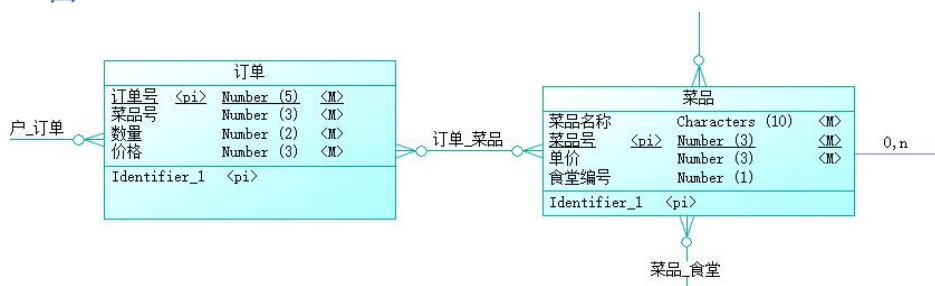 订单
订单号 <pi> Number (5) <M>
菜品号 Number (3) <M>
数量 Number (2) <M>
价格 Number (3) <M>
Identifier_1 <pi>
户_订单
订单_菜品
菜品
菜品名称 Characters (10) <M>
菜品号 <pi> Number (3) <M>
单价 Number (3) <M>
食堂编号 Number (1)
Identifier_1 <pi>
0,n
菜品_食堂